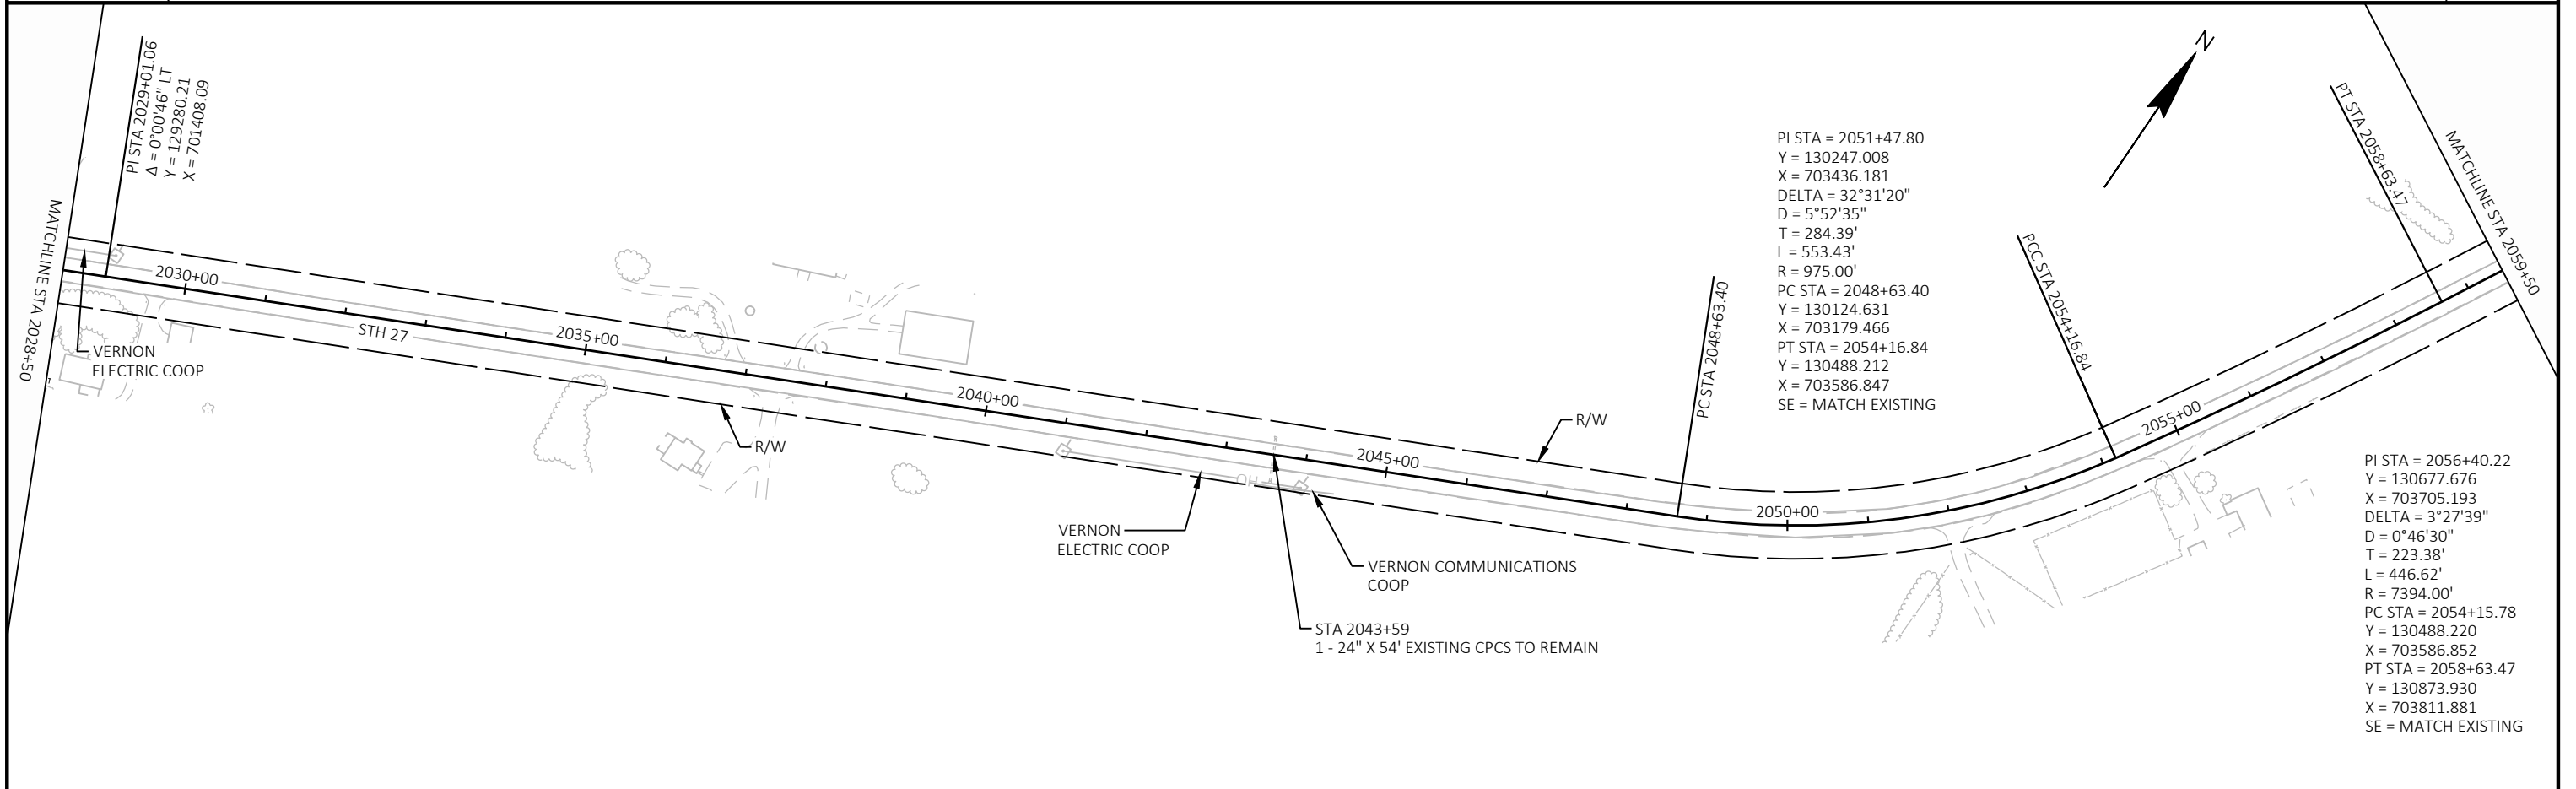 PI STA 2029+01.06
Δ = 0°00'46" LT
Y = 129280.21
X = 701408.09
MATCHLINE STA 2028+50
2030+00
VERNON
ELECTRIC COOP
STH 27
2035+00
R/W
2040+00
VERNON
ELECTRIC COOP
OH
2045+00
VERNON COMMUNICATIONS
COOP
STA 2043+59
1 - 24" X 54' EXISTING CPCS TO REMAIN
R/W
PC STA 2048+63.40
2050+00
PI STA = 2051+47.80
Y = 130247.008
X = 703436.181
DELTA = 32°31'20"
D = 5°52'35"
T = 284.39'
L = 553.43'
R = 975.00'
PC STA = 2048+63.40
Y = 130124.631
X = 703179.466
PT STA = 2054+16.84
Y = 130488.212
X = 703586.847
SE = MATCH EXISTING
PCC STA 2054+16.84
2055+00
N
PT STA 2058+63.47
MATCHLINE STA 2059+50
PI STA = 2056+40.22
Y = 130677.676
X = 703705.193
DELTA = 3°27'39"
D = 0°46'30"
T = 223.38'
L = 446.62'
R = 7394.00'
PC STA = 2054+15.78
Y = 130488.220
X = 703586.852
PT STA = 2058+63.47
Y = 130873.930
X = 703811.881
SE = MATCH EXISTING